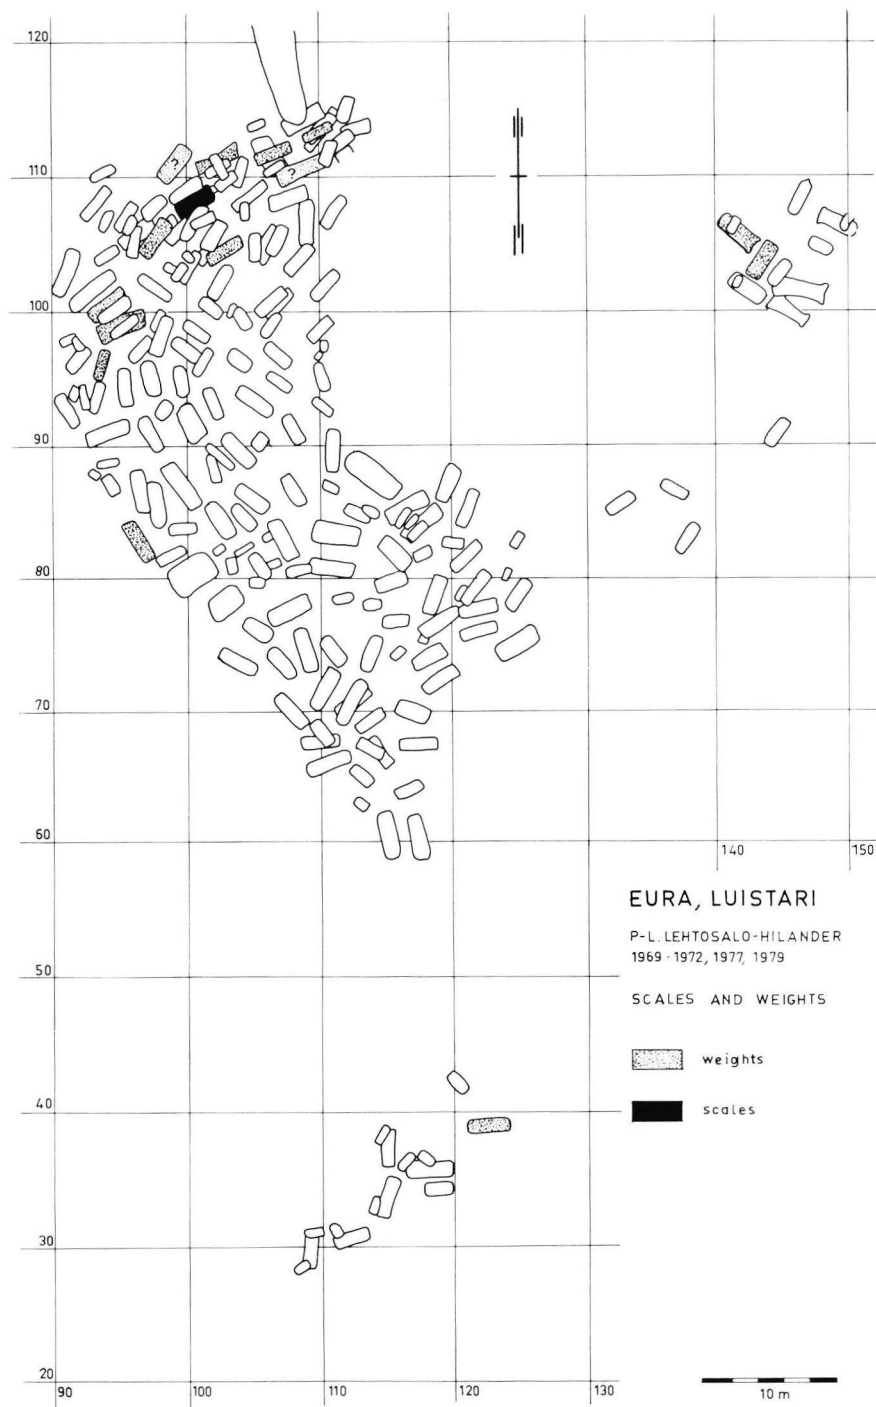 120
110
?
?
100
90
80
70
60
140
150
EURA, LUISTARI
P-L. LEHTOSALO-HILANDER
1969-1972, 1977, 1979
50
SCALES AND WEIGHTS
weights
40
scales
30
20
90
100
110
120
130
10 m